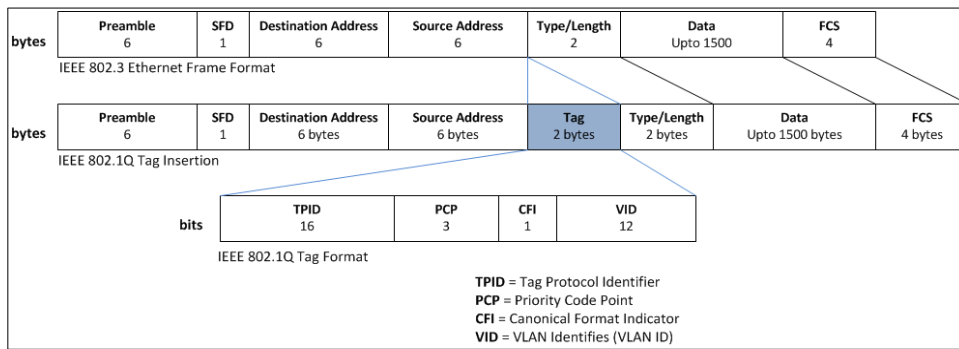 Preamble SFD Destination Address Source Address Type/Length Data FCS
bytes 6 1 6 6 2 Upto 1500 4
IEEE 802.3 Ethernet Frame Format
Preamble SFD Destination Address Source Address Tag Type/Length Data FCS
bytes 6 1 6 bytes 6 bytes 2 bytes 2 bytes Upto 1500 bytes 4 bytes
IEEE 802.1Q Tag Insertion
TPID PCP CFI VID
bits 16 3 1 12
IEEE 802.1Q Tag Format
TPID = Tag Protocol Identifier
PCP = Priority Code Point
CFI = Canonical Format Indicator
VID = VLAN Identifies (VLAN ID)